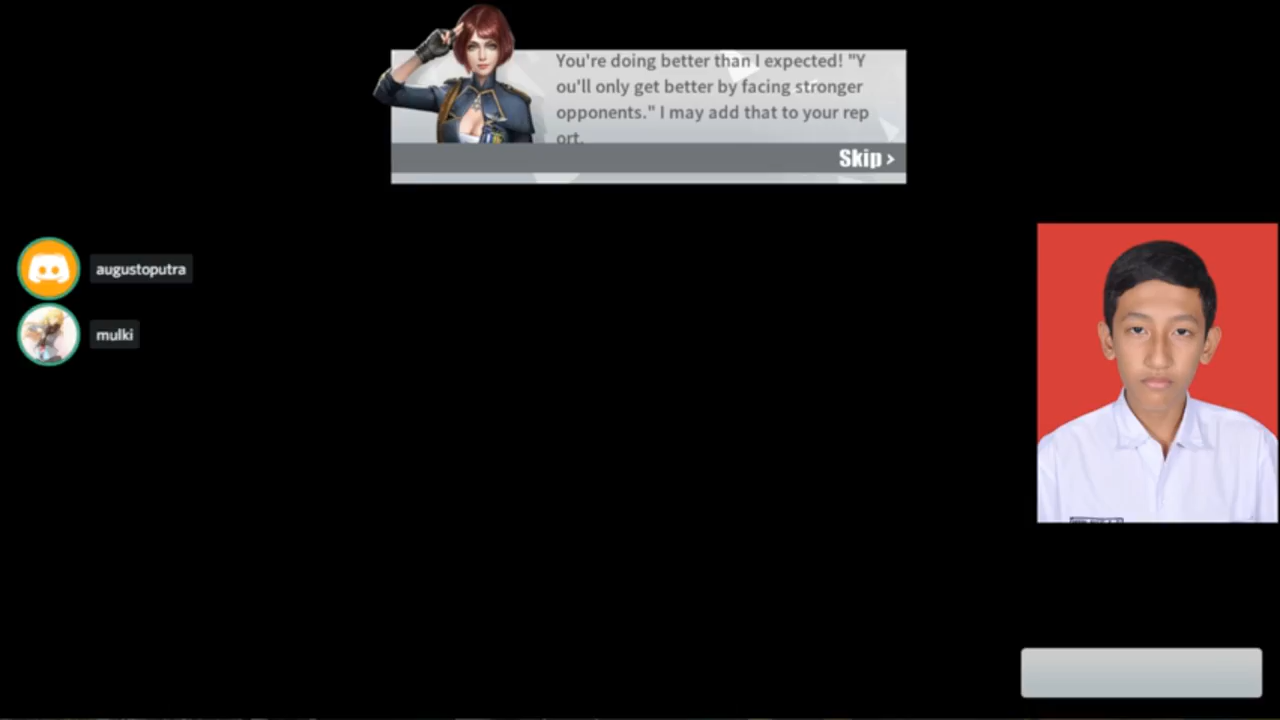 You're doing better than I expected! "Y
ou'll only get better by facing stronger
opponents." I may add that to your rep
ort.
Skip >
augustoputra
mulki